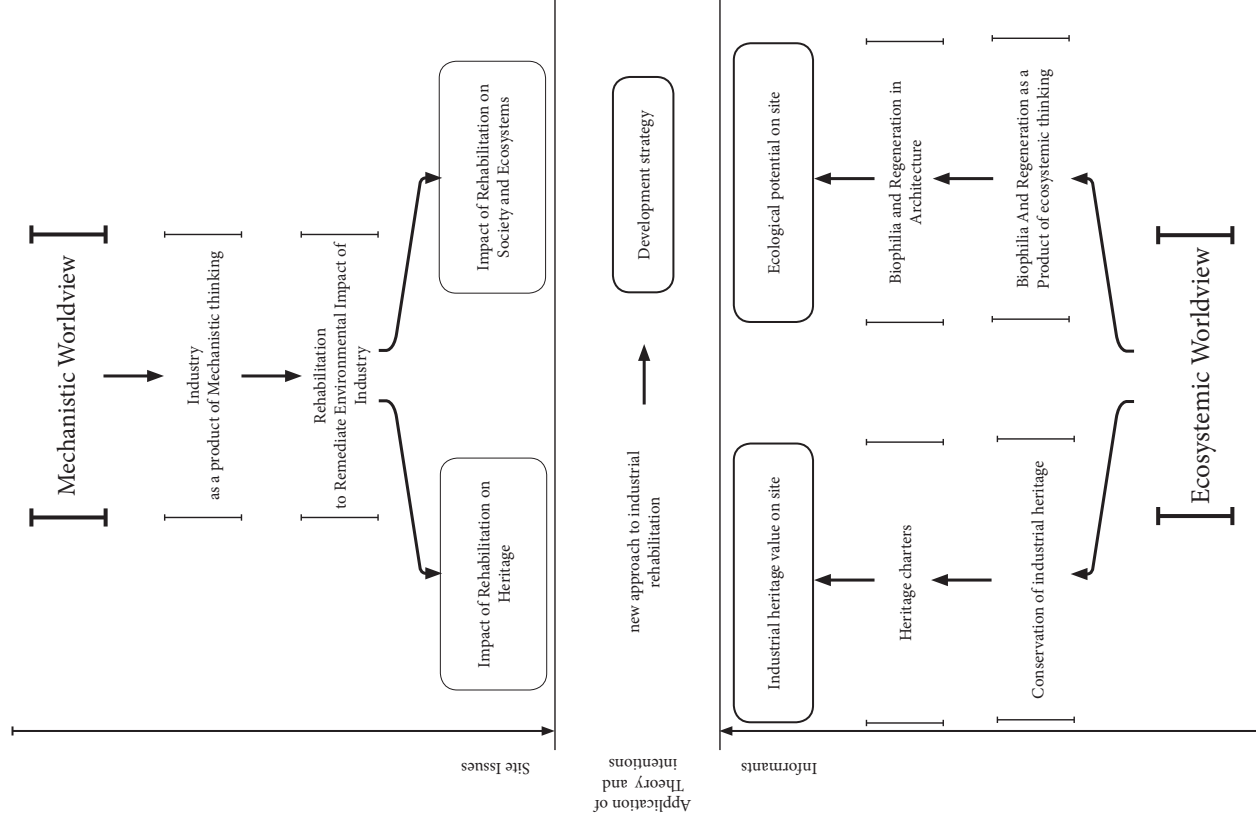 Mechanistic Worldview
Industry
as a product of Mechanistic thinking
Rehabilitation
to Remediate Environmental Impact of
Industry
Impact of Rehabilitation on
Heritage
Impact of Rehabilitation on
Society and Ecosystems
Site Issues
Application of
Theory and
intentions
new approach to industrial
rehabilitation
Development strategy
Informants
Industrial heritage value on site
Ecological potential on site
Heritage charters
Biophilia and Regeneration in
Architecture
Conservation of industrial heritage
Biophilia And Regeneration as a
Product of ecosystemic thinking
Ecosystemic Worldview